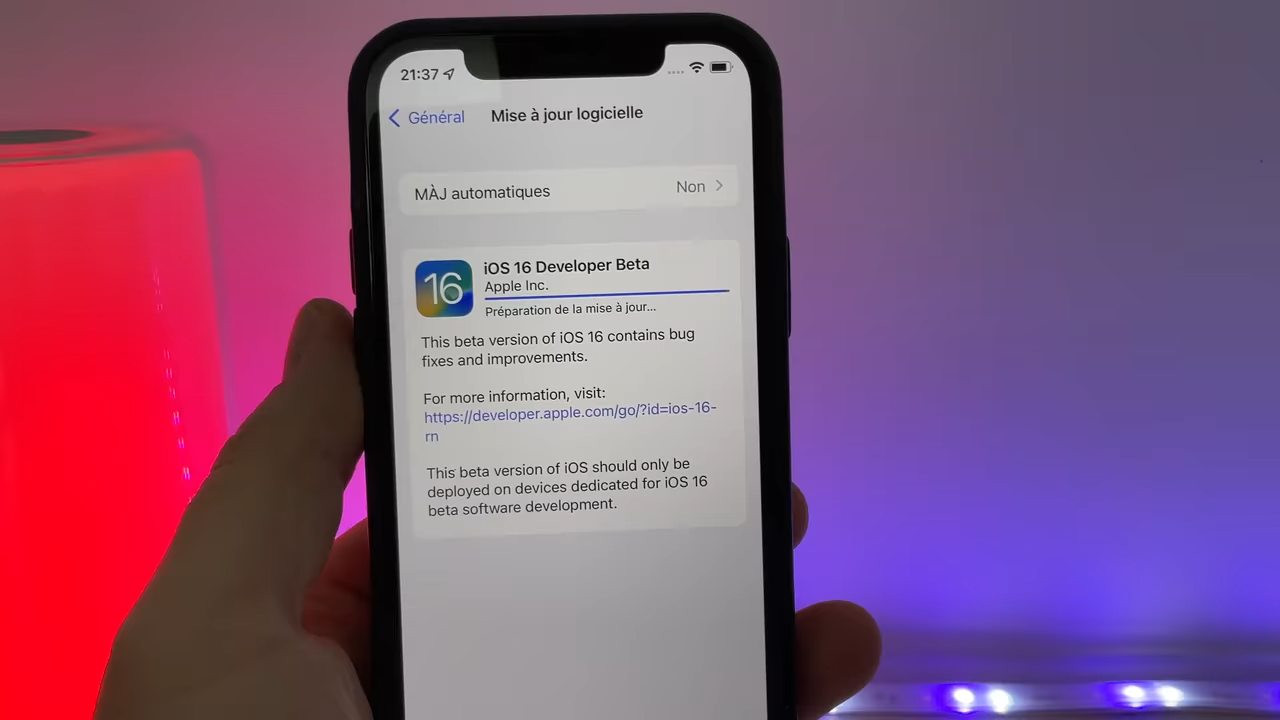 21:37
Général
Mise à jour logicielle
MÀJ automatiques
Non
16
iOS 16 Developer Beta
Apple Inc.
Préparation de la mise à jour...
This beta version of iOS 16 contains bug
fixes and improvements.
For more information, visit:
https://developer.apple.com/go/?id=ios-16-
rn
This beta version of iOS should only be
deployed on devices dedicated for iOS 16
beta software development.